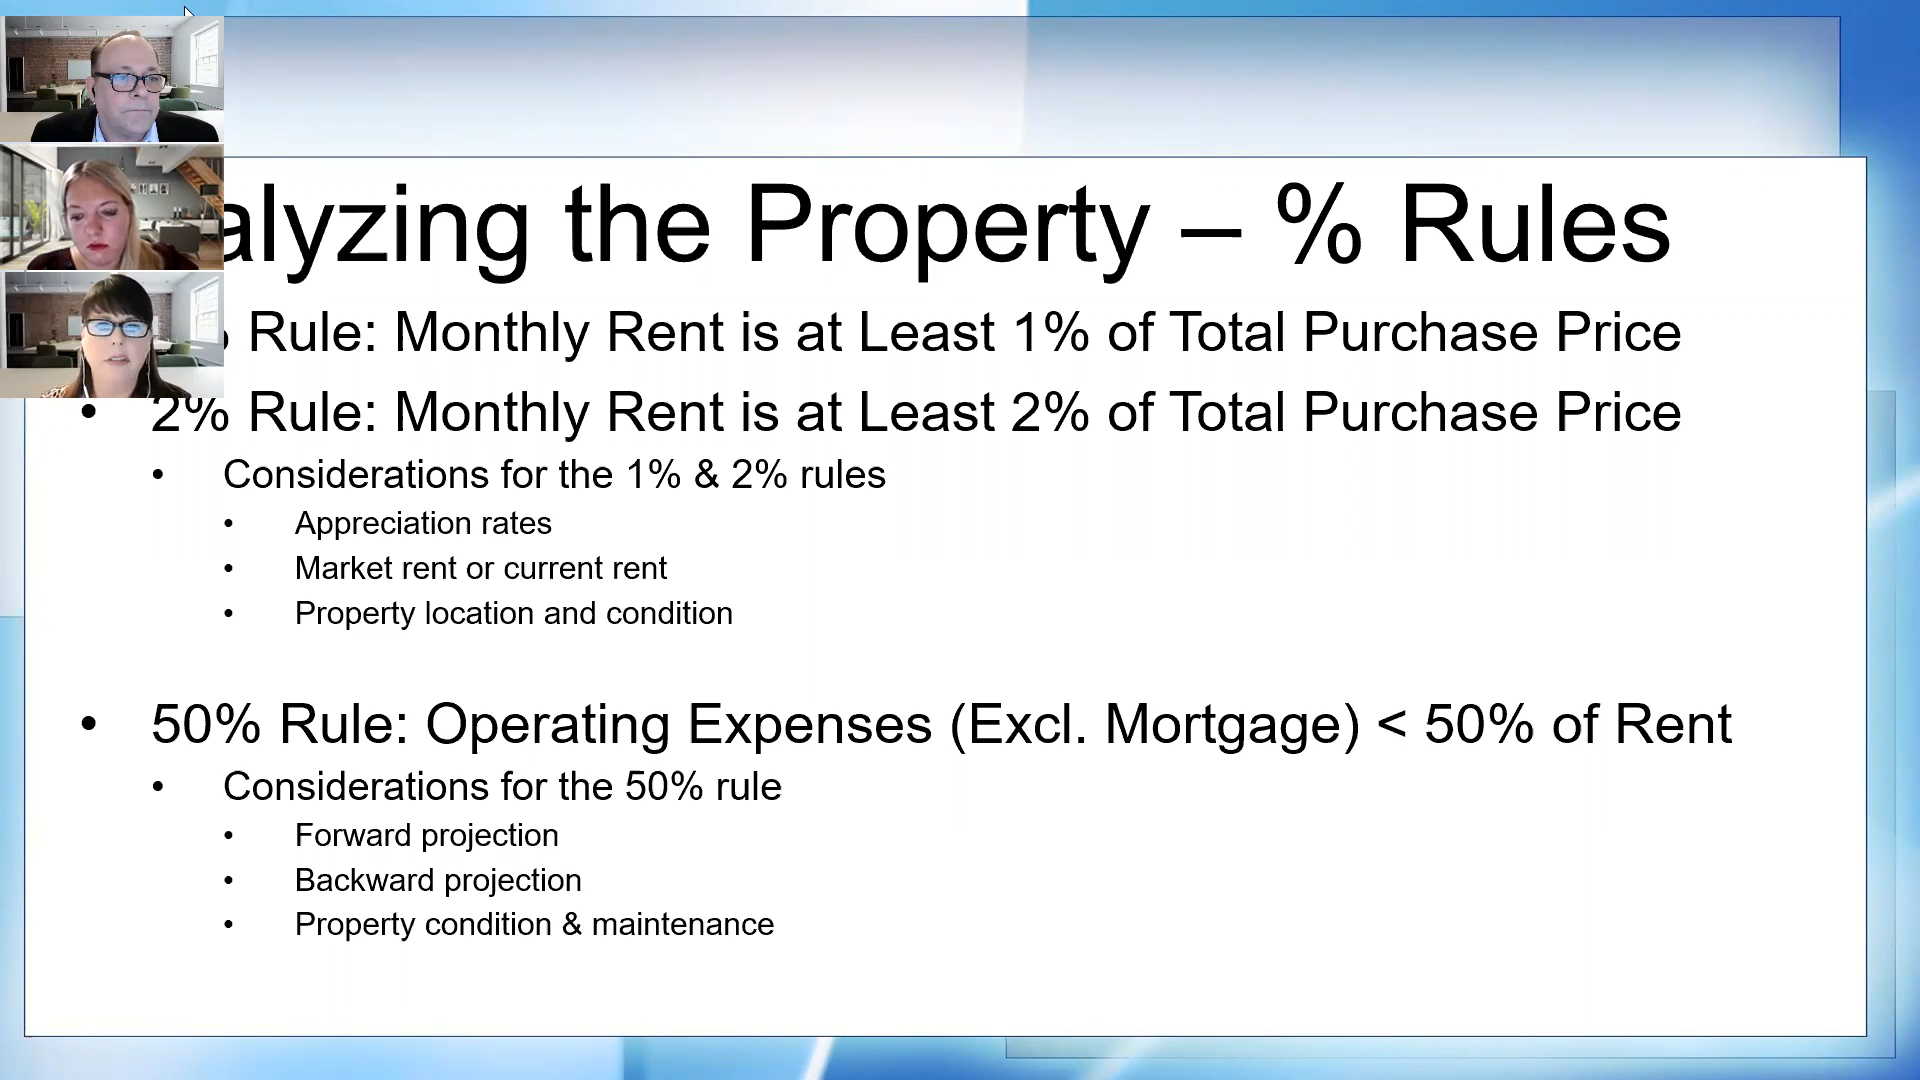 alyzing the Property – % Rules
Rule: Monthly Rent is at Least 1% of Total Purchase Price
• 2% Rule: Monthly Rent is at Least 2% of Total Purchase Price
• Considerations for the 1% & 2% rules
• Appreciation rates
• Market rent or current rent
• Property location and condition
• 50% Rule: Operating Expenses (Excl. Mortgage) < 50% of Rent
• Considerations for the 50% rule
• Forward projection
• Backward projection
• Property condition & maintenance